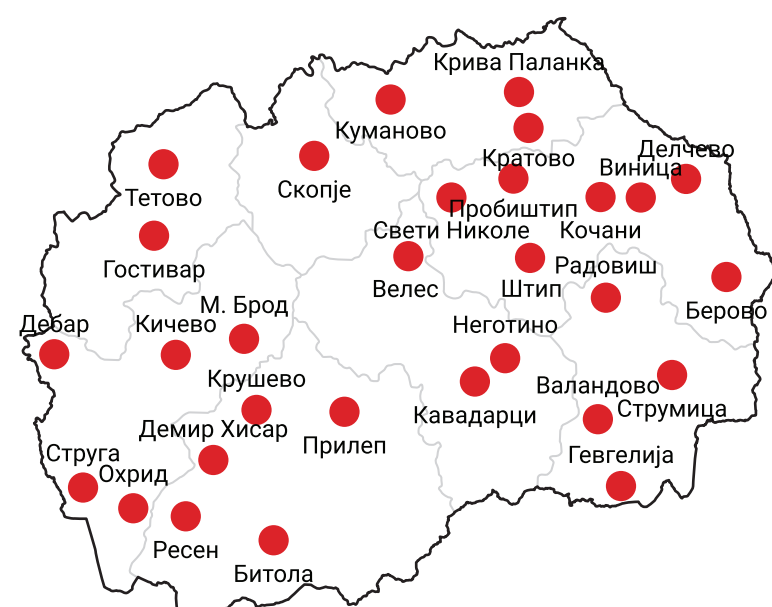 Крива Паланка
Куманово
Делчево
Кратово
Виница
Скопје
Тетово
Пробиштип
Свети Николе
Кочани
Гостивар
Радовиш
Велес
Штип
М. Брод
Берово
Дебар
Кичево
Неготино
Крушево
Валандово
Струмица
Кавадарци
Демир Хисар
Прилеп
Струга
Гевгелија
Охрид
Ресен
Битола